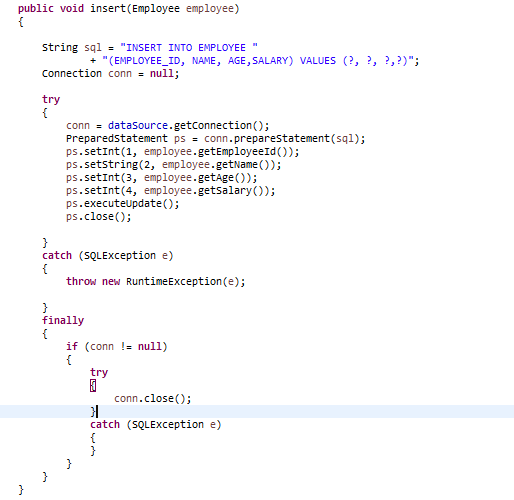 public void insert(Employee employee)
{
String sql = "INSERT INTO EMPLOYEE "
+ "(EMPLOYEE_ID, NAME, AGE,SALARY) VALUES (?, ?, ?,?)";
Connection conn = null;
try
{
conn = dataSource.getConnection();
PreparedStatement ps = conn.prepareStatement(sql);
ps.setInt(1, employee.getEmployeeId());
ps.setString(2, employee.getName());
ps.setInt(3, employee.getAge());
ps.setInt(4, employee.getSalary());
ps.executeUpdate();
ps.close();
}
catch (SQLException e)
{
throw new RuntimeException(e);
}
finally
{
if (conn != null)
{
try
{
conn.close();
}
catch (SQLException e)
{
}
}
}
}